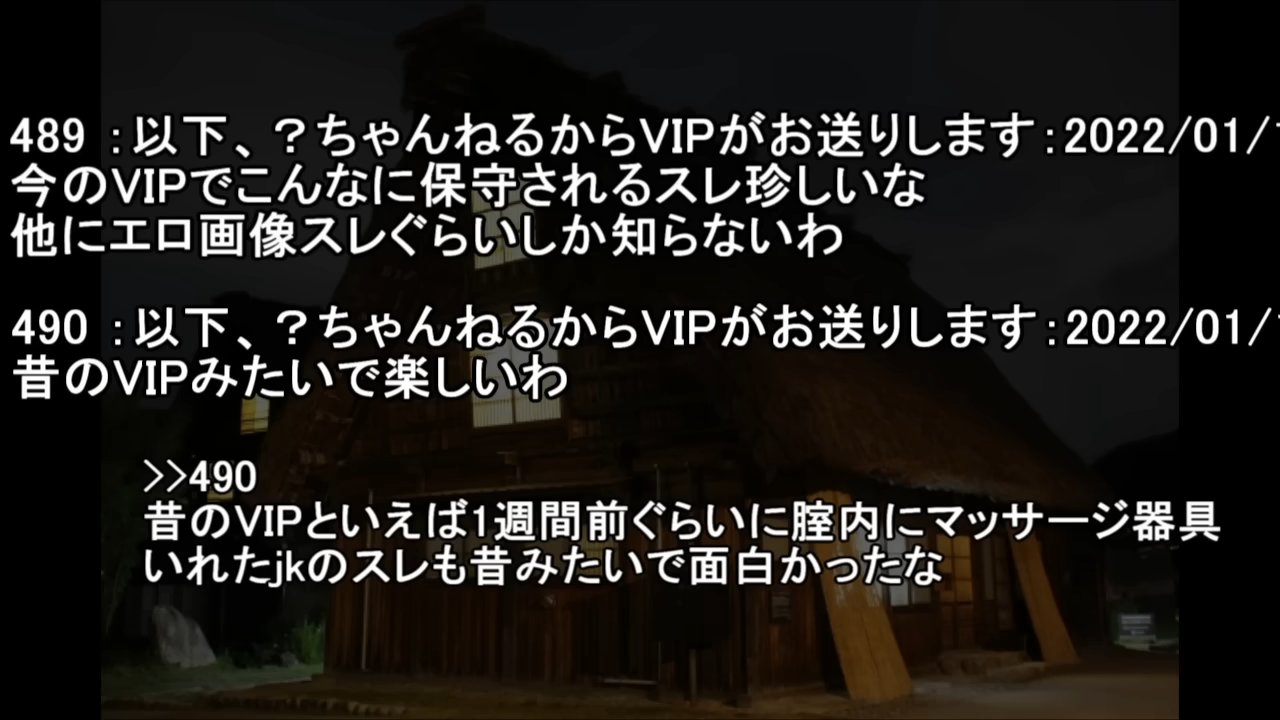 489 :以下、?ちゃんねるからVIPがお送りします:2022/01/
今のVIPでこんなに保守されるスレ珍しいな
他にエロ画像スレぐらいしか知らないわ
490 :以下、?ちゃんねるからVIPがお送りします:2022/01/
昔のVIPみたいで楽しいわ
>>490
昔のVIPといえば1週間前ぐらいに膣内にマッサージ器具
いれたjkのスレも昔みたいで面白かったな